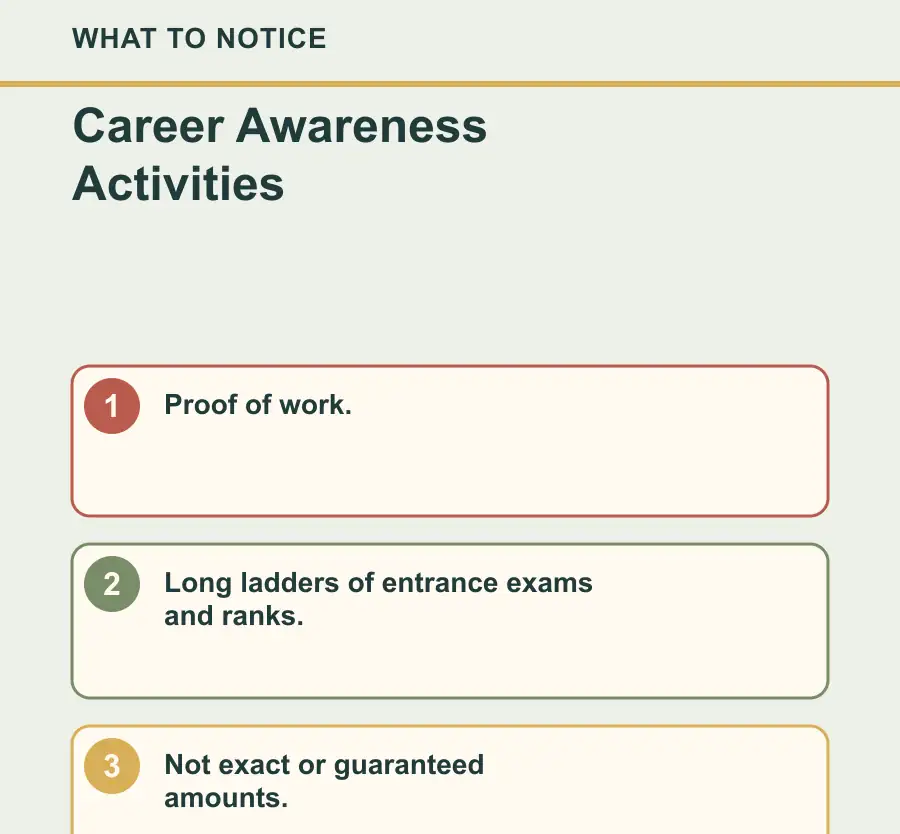 WHAT TO NOTICE
Career Awareness
Activities
1
Proof of work.
2
Long ladders of entrance exams
and ranks.
3
Not exact or guaranteed
amounts.